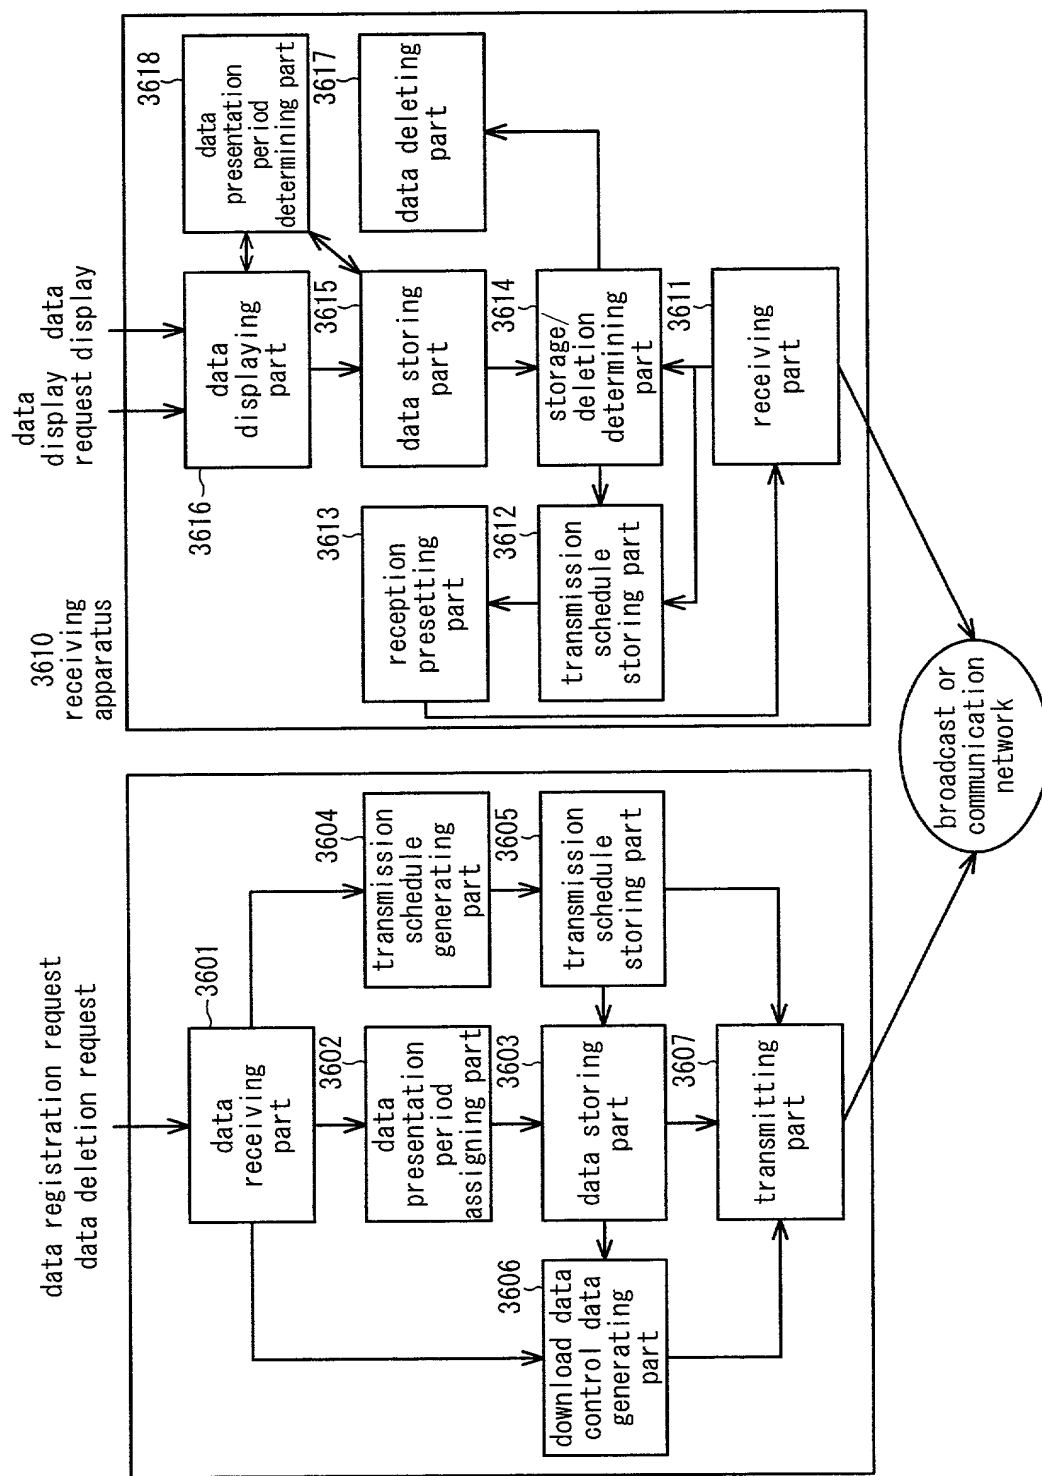 data registration request
data deletion request
3601
data
receiving
part
3602
data
presentation
period
assigning part
3603
data storing
part
3604
transmission
schedule
generating
part
3605
transmission
schedule
storing part
3606
download data
control data
generating
part
3607
transmitting
part
broadcast or
communication
network
3610
receiving
apparatus
data
display
request
data
display
3616
data
displaying
part
3618
data
presentation
period
determining part
3615
data storing
part
3617
data deleting
part
3613
reception
presetting
part
3614
storage/
deletion
determining
part
3612
transmission
schedule
storing part
3611
receiving
part